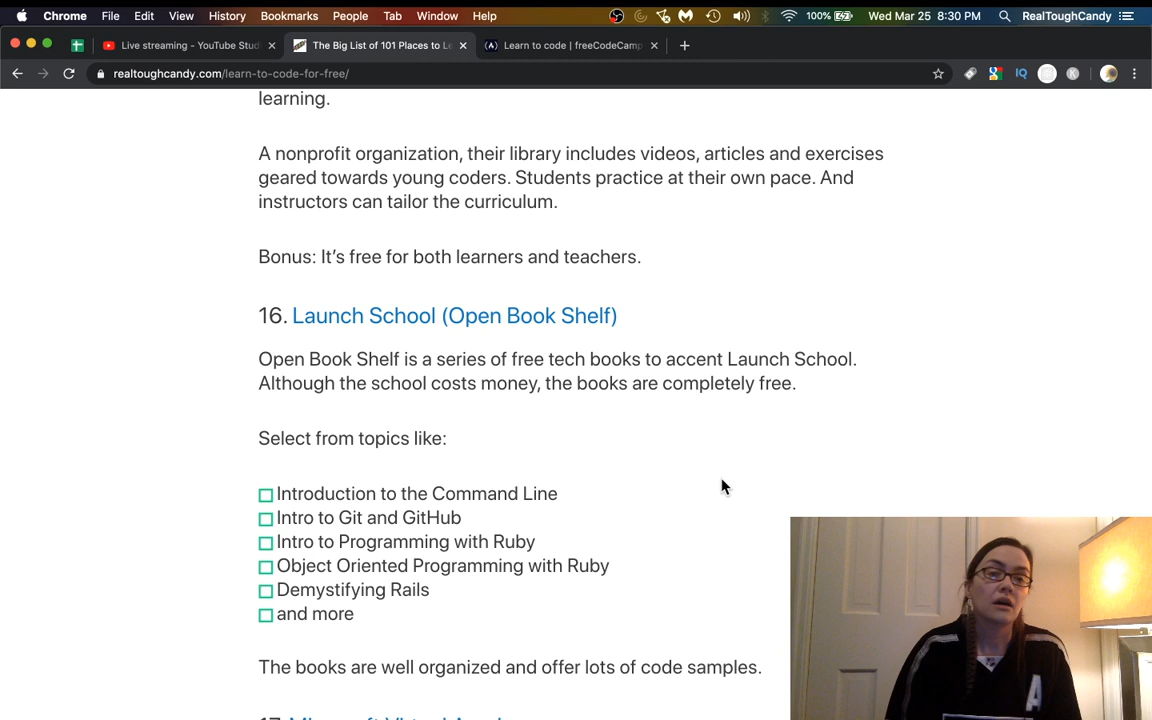 Chrome File Edit View History Bookmarks People Tab Window Help 100% Wed Mar 25 8:30 PM RealToughCandy
Live streaming - YouTube Stud
The Big List of 101 Places to Le
Learn to code | freeCodeCamp
realtoughcandy.com/learn-to-code-for-free/
learning.
A nonprofit organization, their library includes videos, articles and exercises
geared towards young coders. Students practice at their own pace. And
instructors can tailor the curriculum.
Bonus: It's free for both learners and teachers.
16. Launch School (Open Book Shelf)
Open Book Shelf is a series of free tech books to accent Launch School.
Although the school costs money, the books are completely free.
Select from topics like:
Introduction to the Command Line
Intro to Git and GitHub
Intro to Programming with Ruby
Object Oriented Programming with Ruby
Demystifying Rails
and more
The books are well organized and offer lots of code samples.